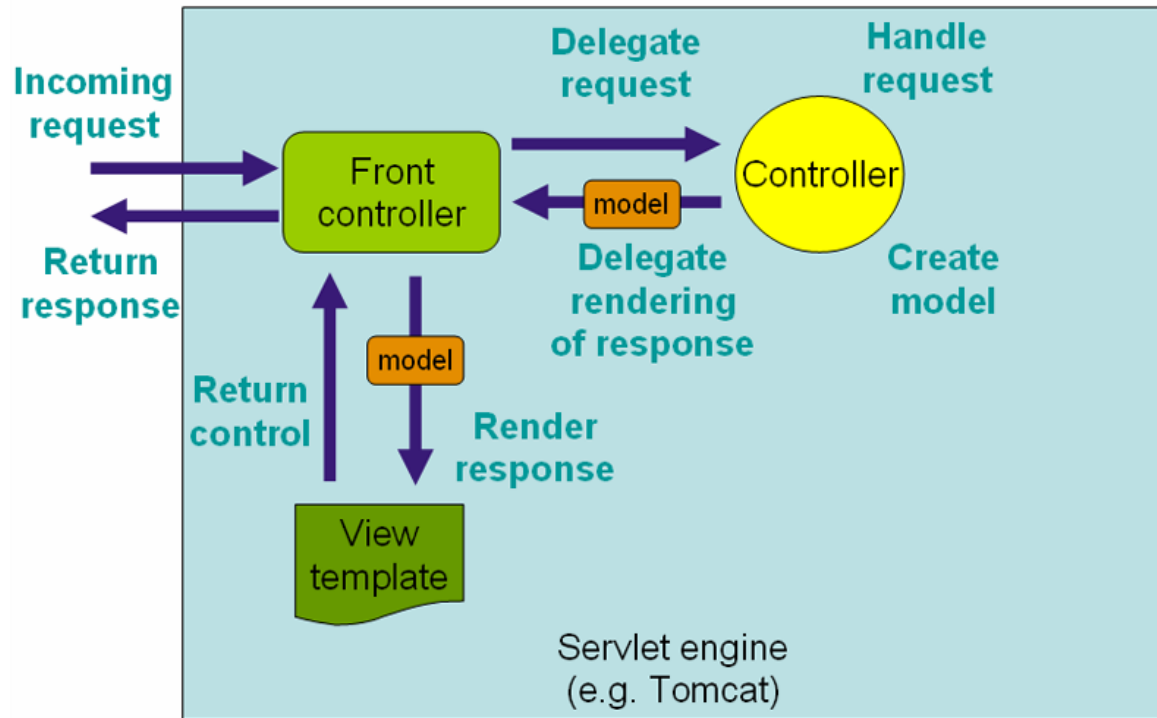 Incoming
request
Return
response
Front
controller
Delegate
request
Handle
request
Controller
model
Delegate
rendering
of response
Create
model
Return
control
model
Render
response
View
template
Servlet engine
(e.g. Tomcat)